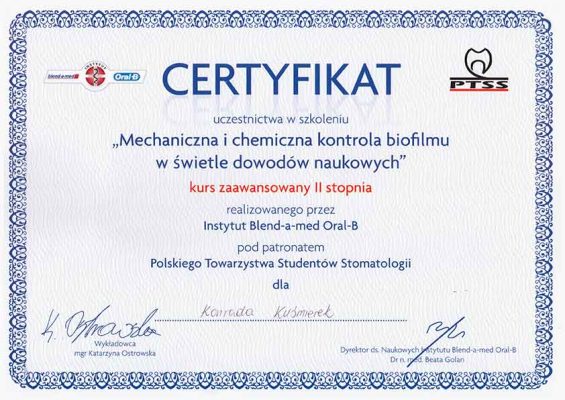 blend-a-med
INSTYTUT
Oral-B
PTSS
CERTYFIKAT
uczestnictwa w szkoleniu
„Mechaniczna i chemiczna kontrola biofilmu
w świetle dowodów naukowych”
kurs zaawansowany II stopnia
realizowanego przez
Instytut Blend-a-med Oral-B
pod patronatem
Polskiego Towarzystwa Studentów Stomatologii
dla
Konrada Kuśmierek
K. Ostrowska
Wykładowca
mgr Katarzyna Ostrowska
Dyrektor ds. Naukowych Instytutu Blend-a-med Oral-B
Dr n. med. Beata Golan